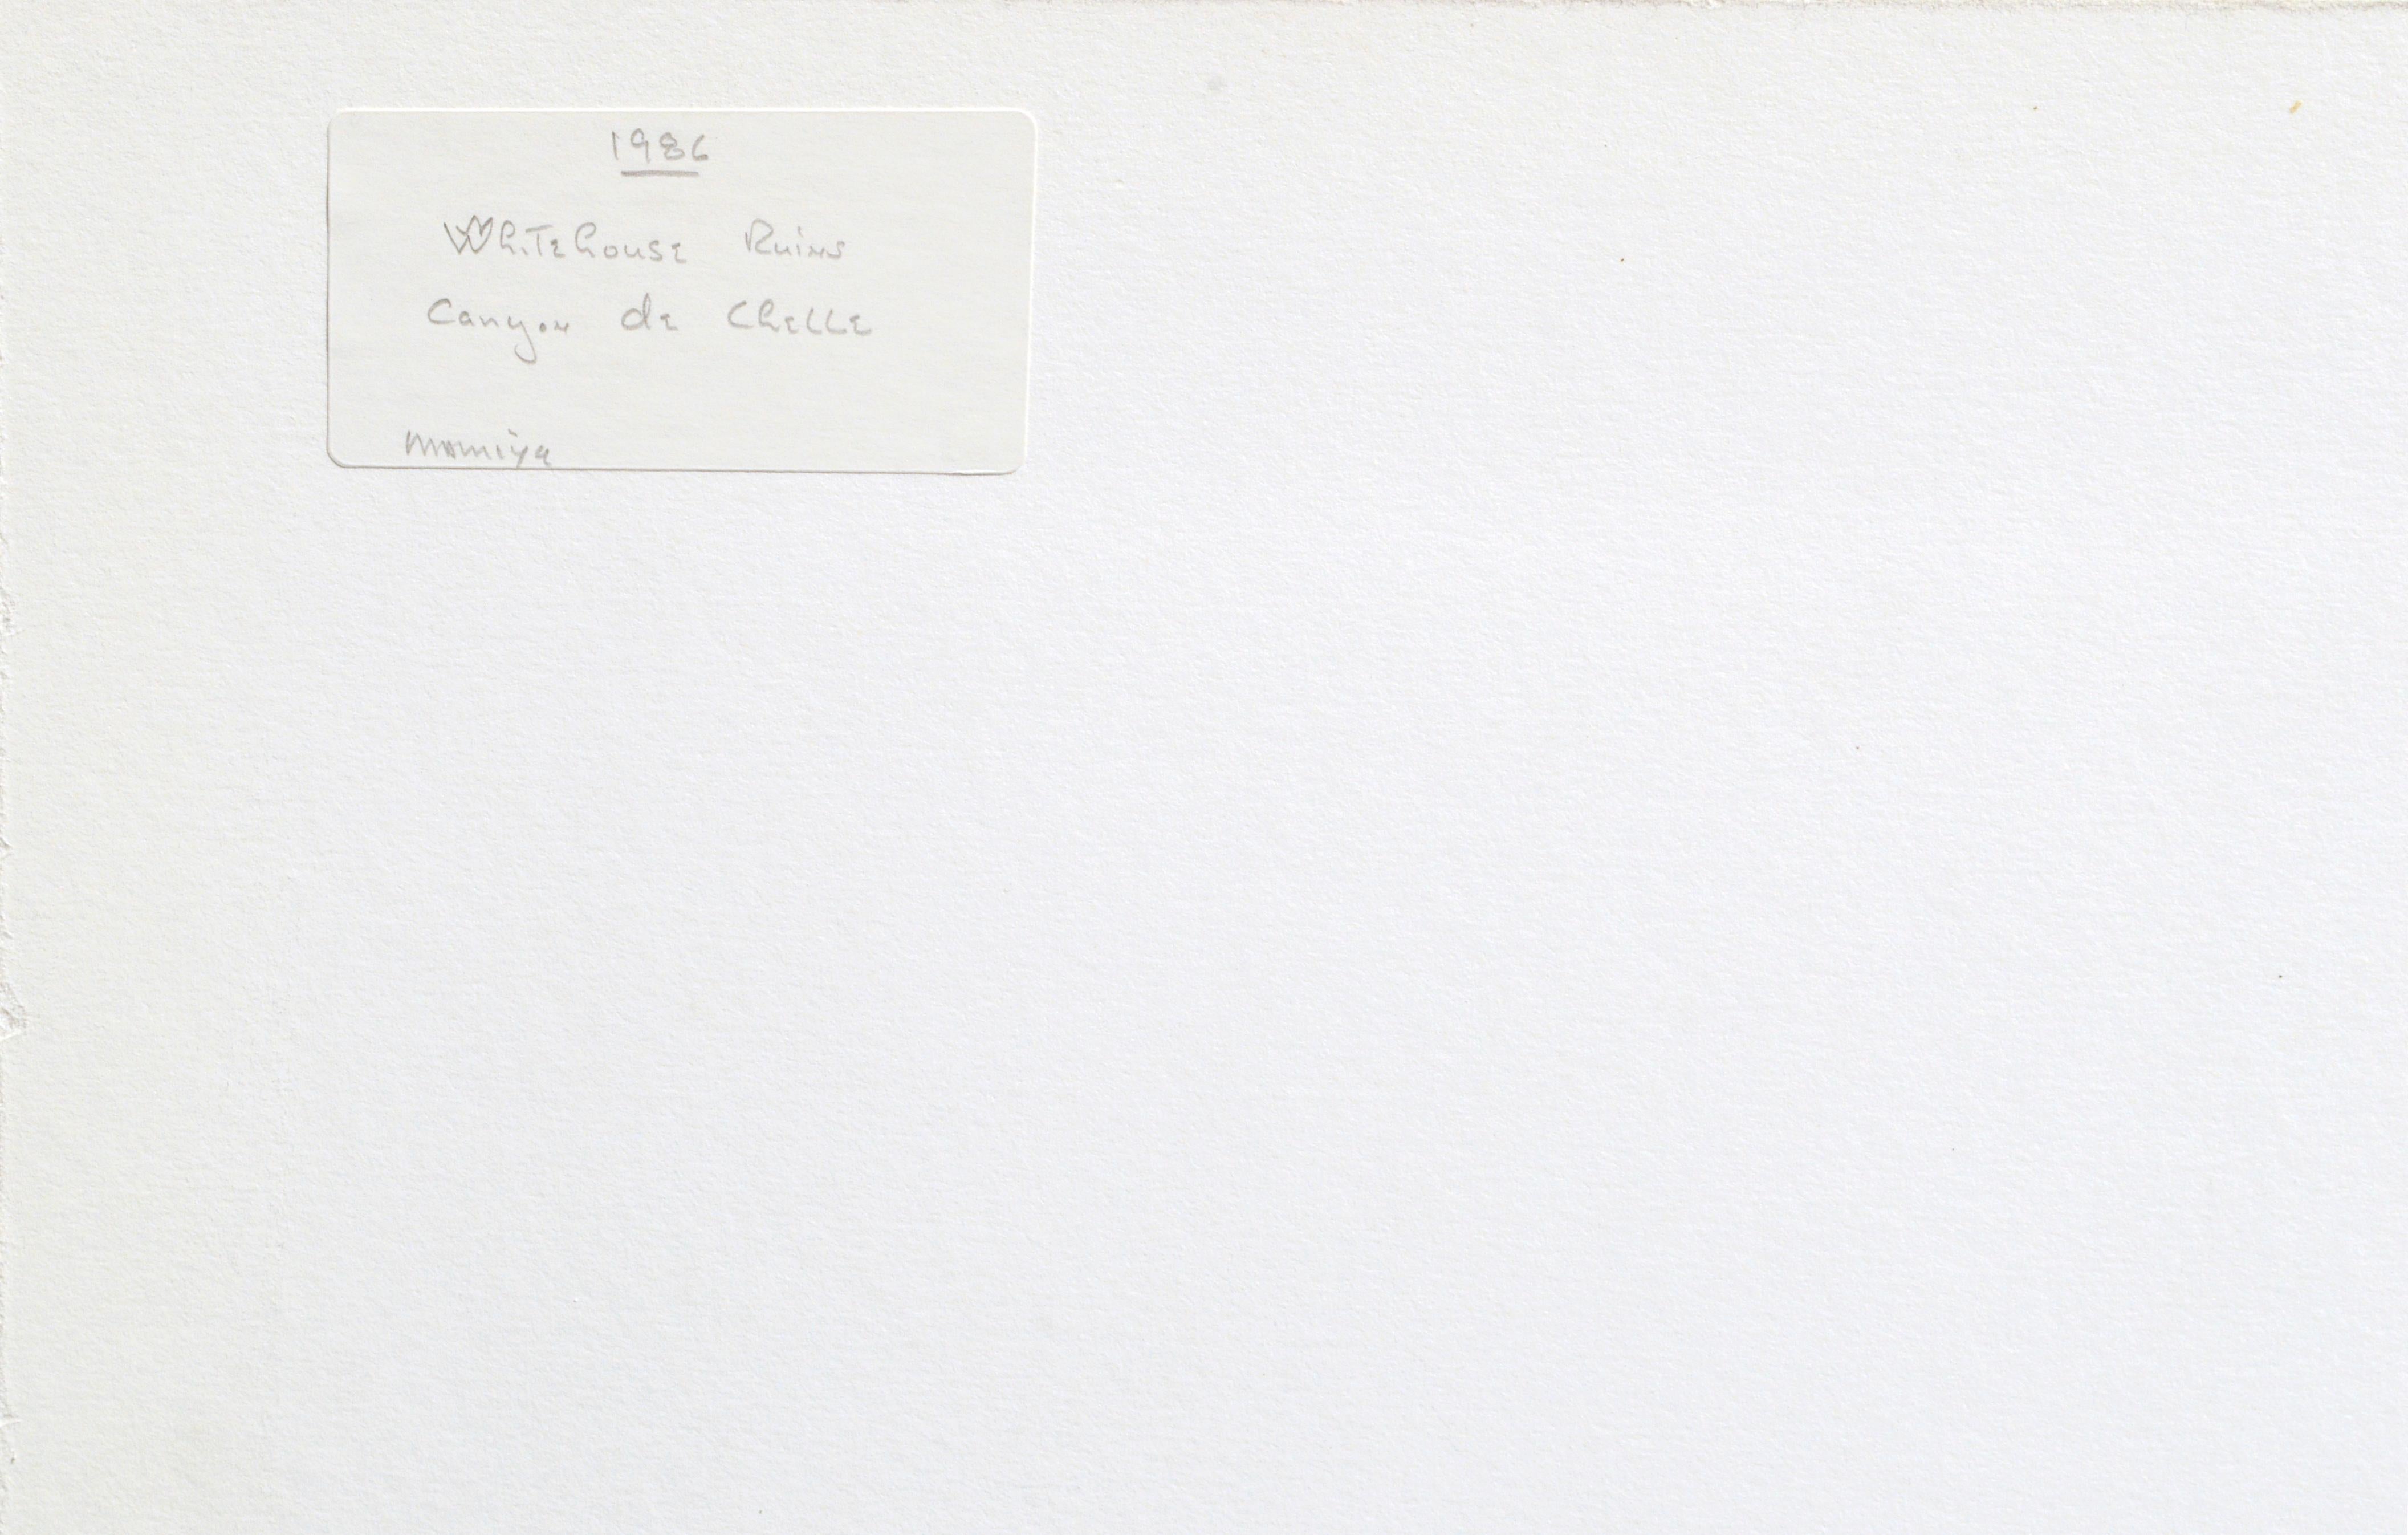 1986
Whitehouse Ruins
Canyon de Chelle
Mamiya